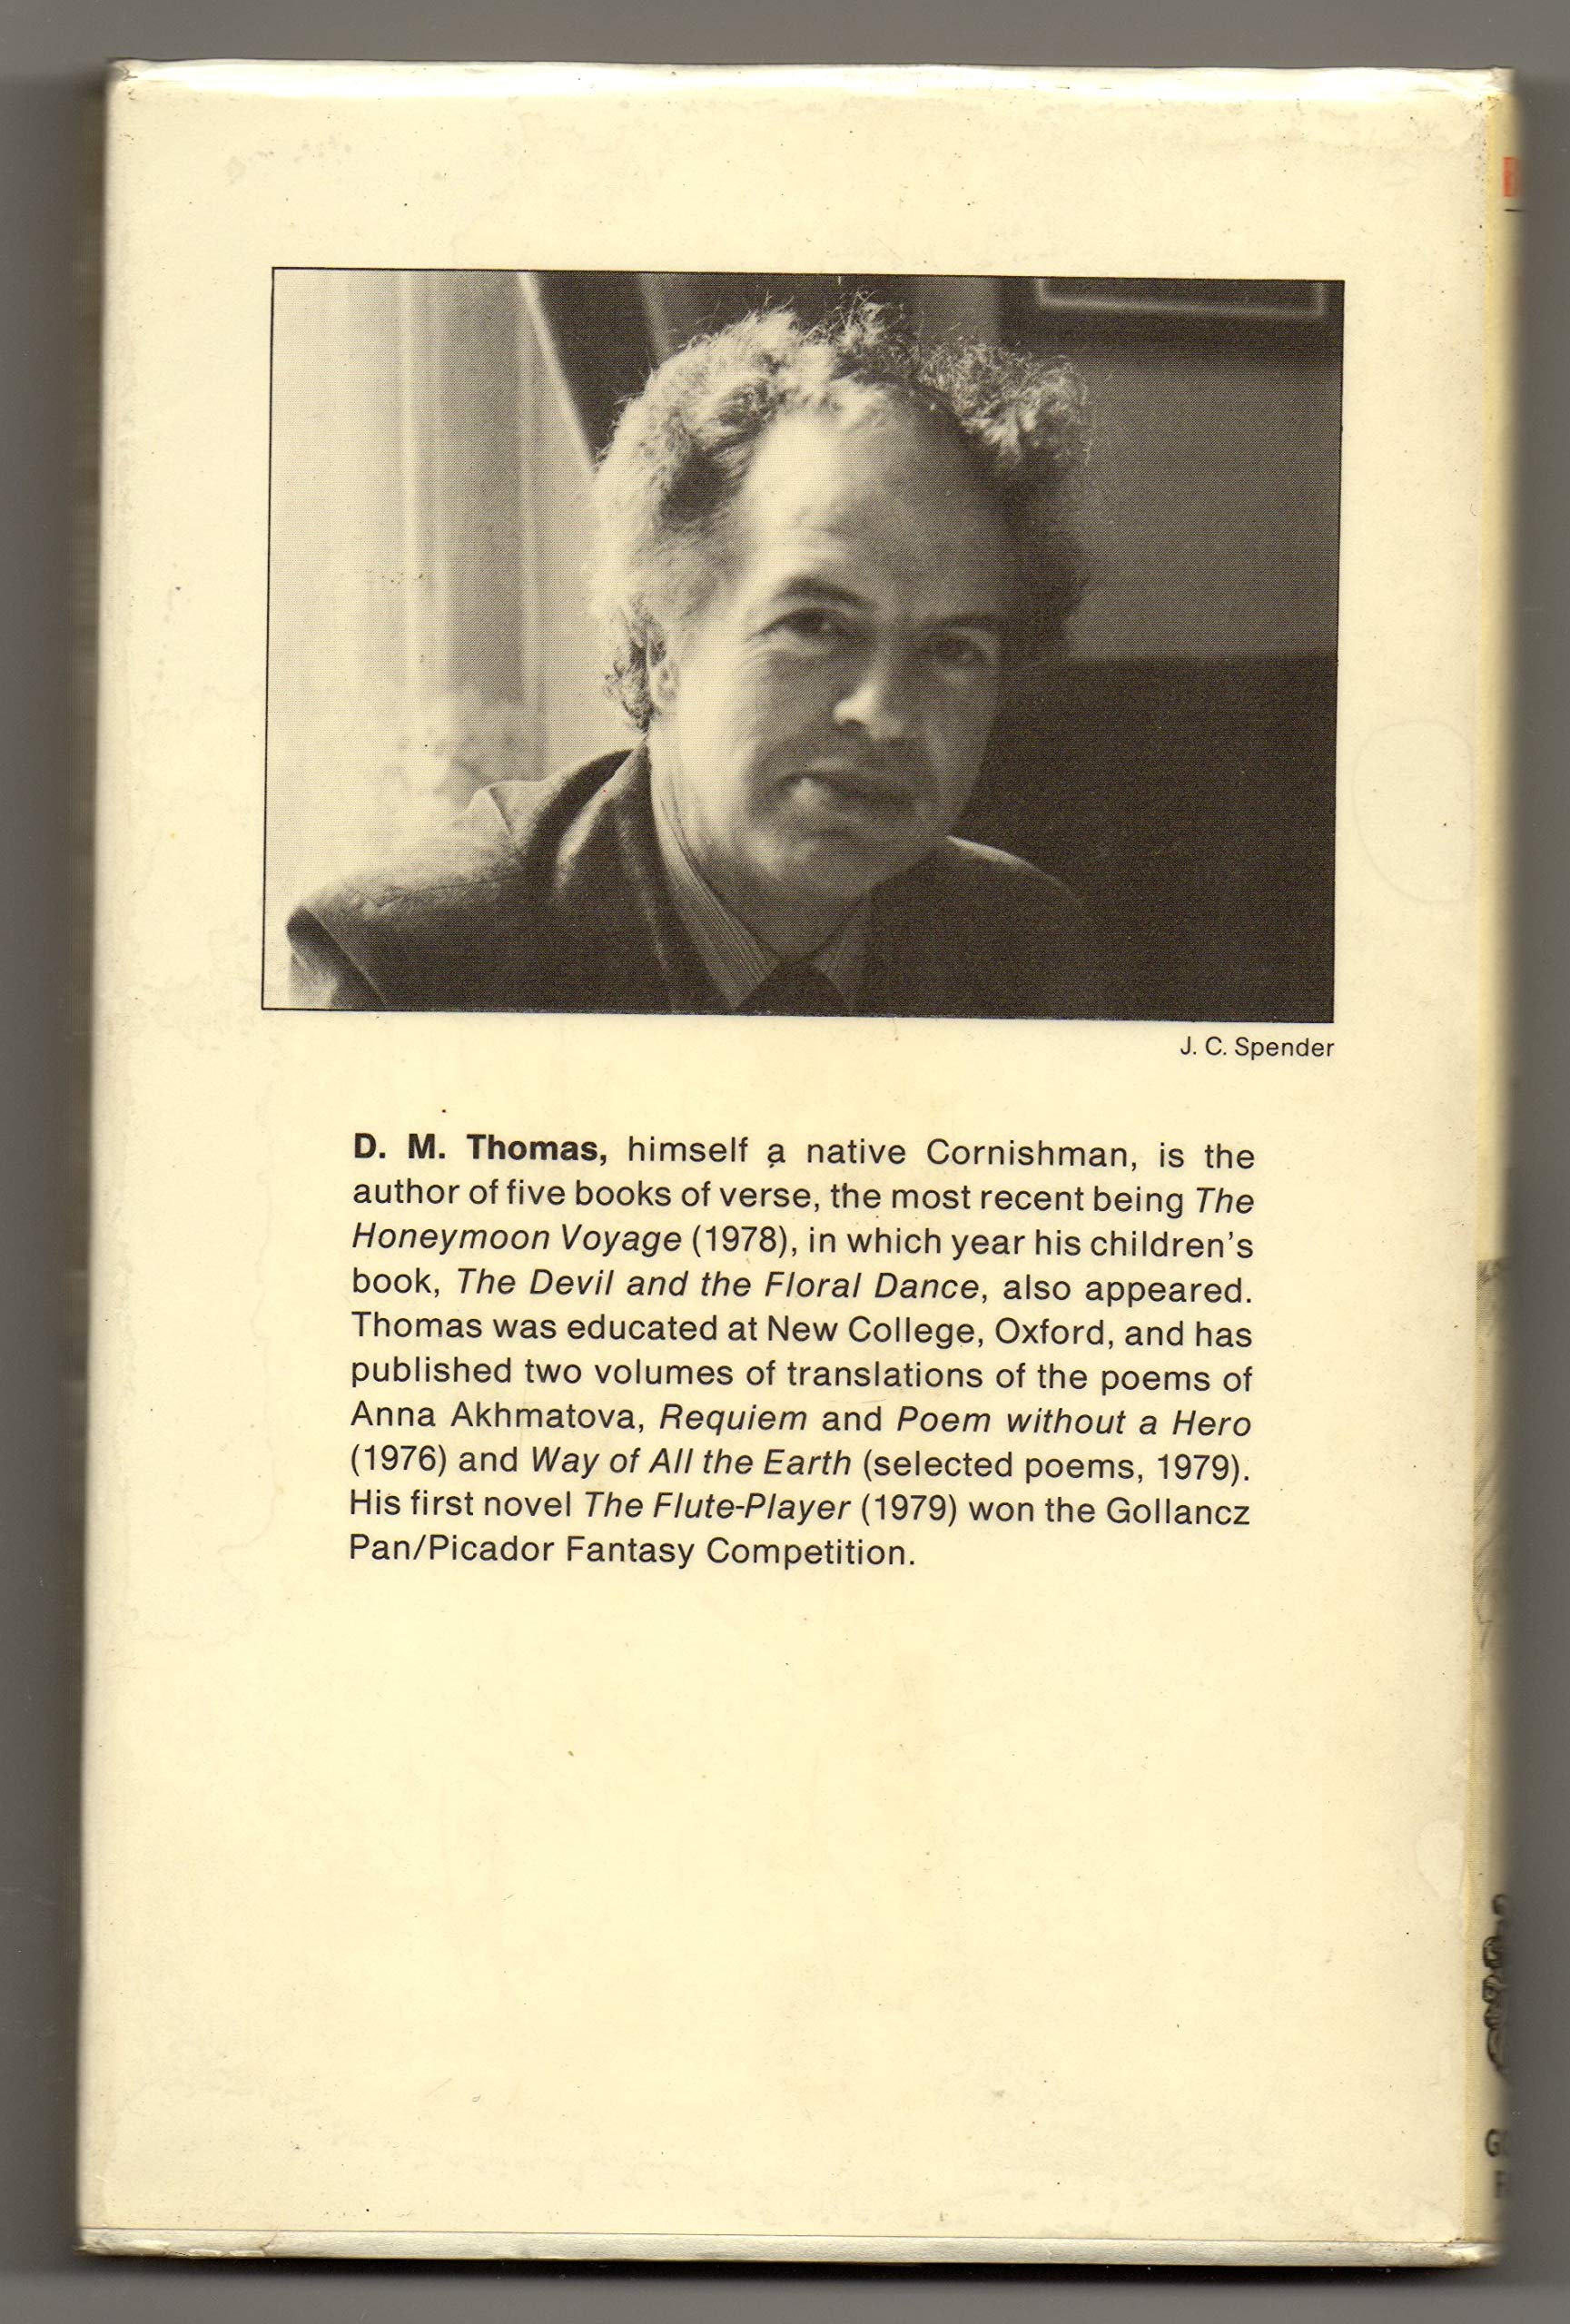 J. C. Spender
D. M. Thomas, himself a native Cornishman, is the
author of five books of verse, the most recent being The
Honeymoon Voyage (1978), in which year his children's
book, The Devil and the Floral Dance, also appeared.
Thomas was educated at New College, Oxford, and has
published two volumes of translations of the poems of
Anna Akhmatova, Requiem and Poem without a Hero
(1976) and Way of All the Earth (selected poems, 1979).
His first novel The Flute-Player (1979) won the Gollancz
Pan/Picador Fantasy Competition.